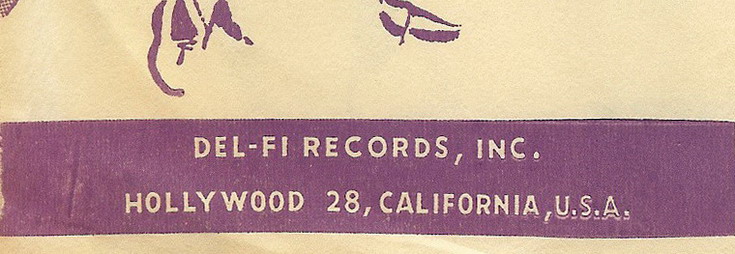 DEL-FI RECORDS, INC.
HOLLYWOOD 28, CALIFORNIA, U.S.A.